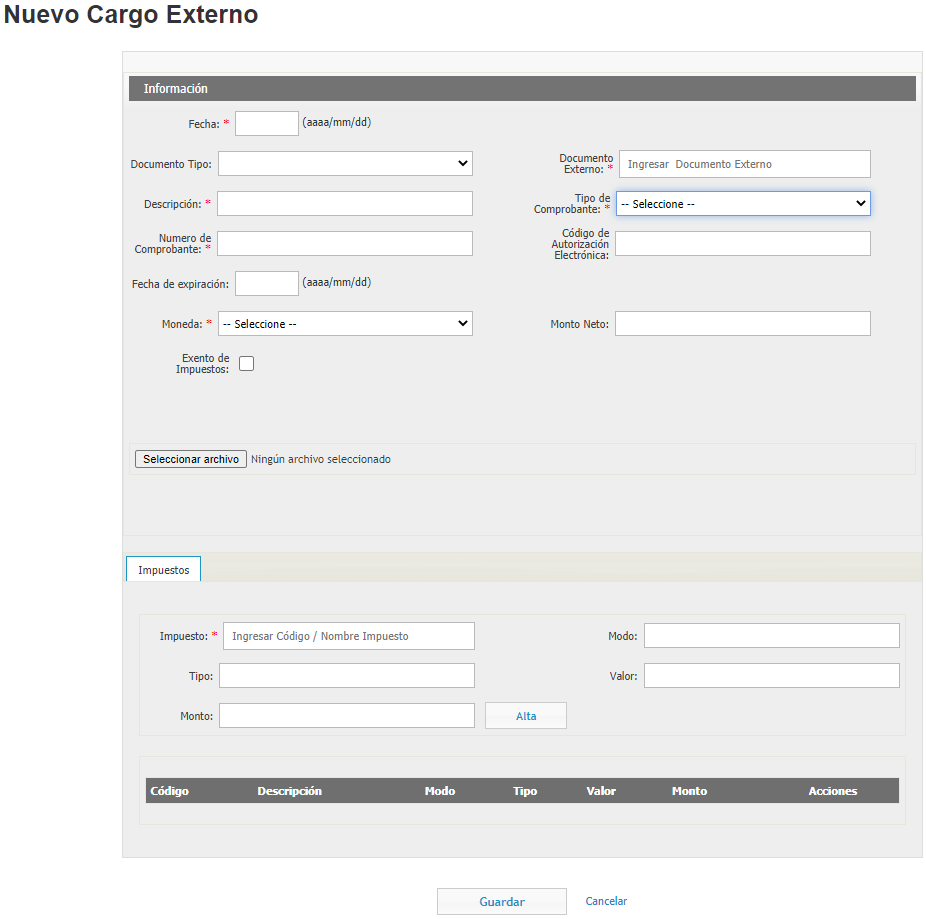 Nuevo Cargo Externo
Información
Fecha: * (aaaa/mm/dd)
Documento Tipo:
Documento
Externo: * Ingresar Documento Externo
Descripción: *
Tipo de
Comprobante: * -- Seleccione --
Numero de
Comprobante: *
Código de
Autorización
Electrónica:
Fecha de expiración: (aaaa/mm/dd)
Moneda: * -- Seleccione --
Monto Neto:
Exento de
Impuestos:
Seleccionar archivo Ningún archivo seleccionado
Impuestos
Impuesto: * Ingresar Código / Nombre Impuesto
Modo:
Tipo:
Valor:
Monto:
Alta
Código Descripción Modo Tipo Valor Monto Acciones
Guardar Cancelar